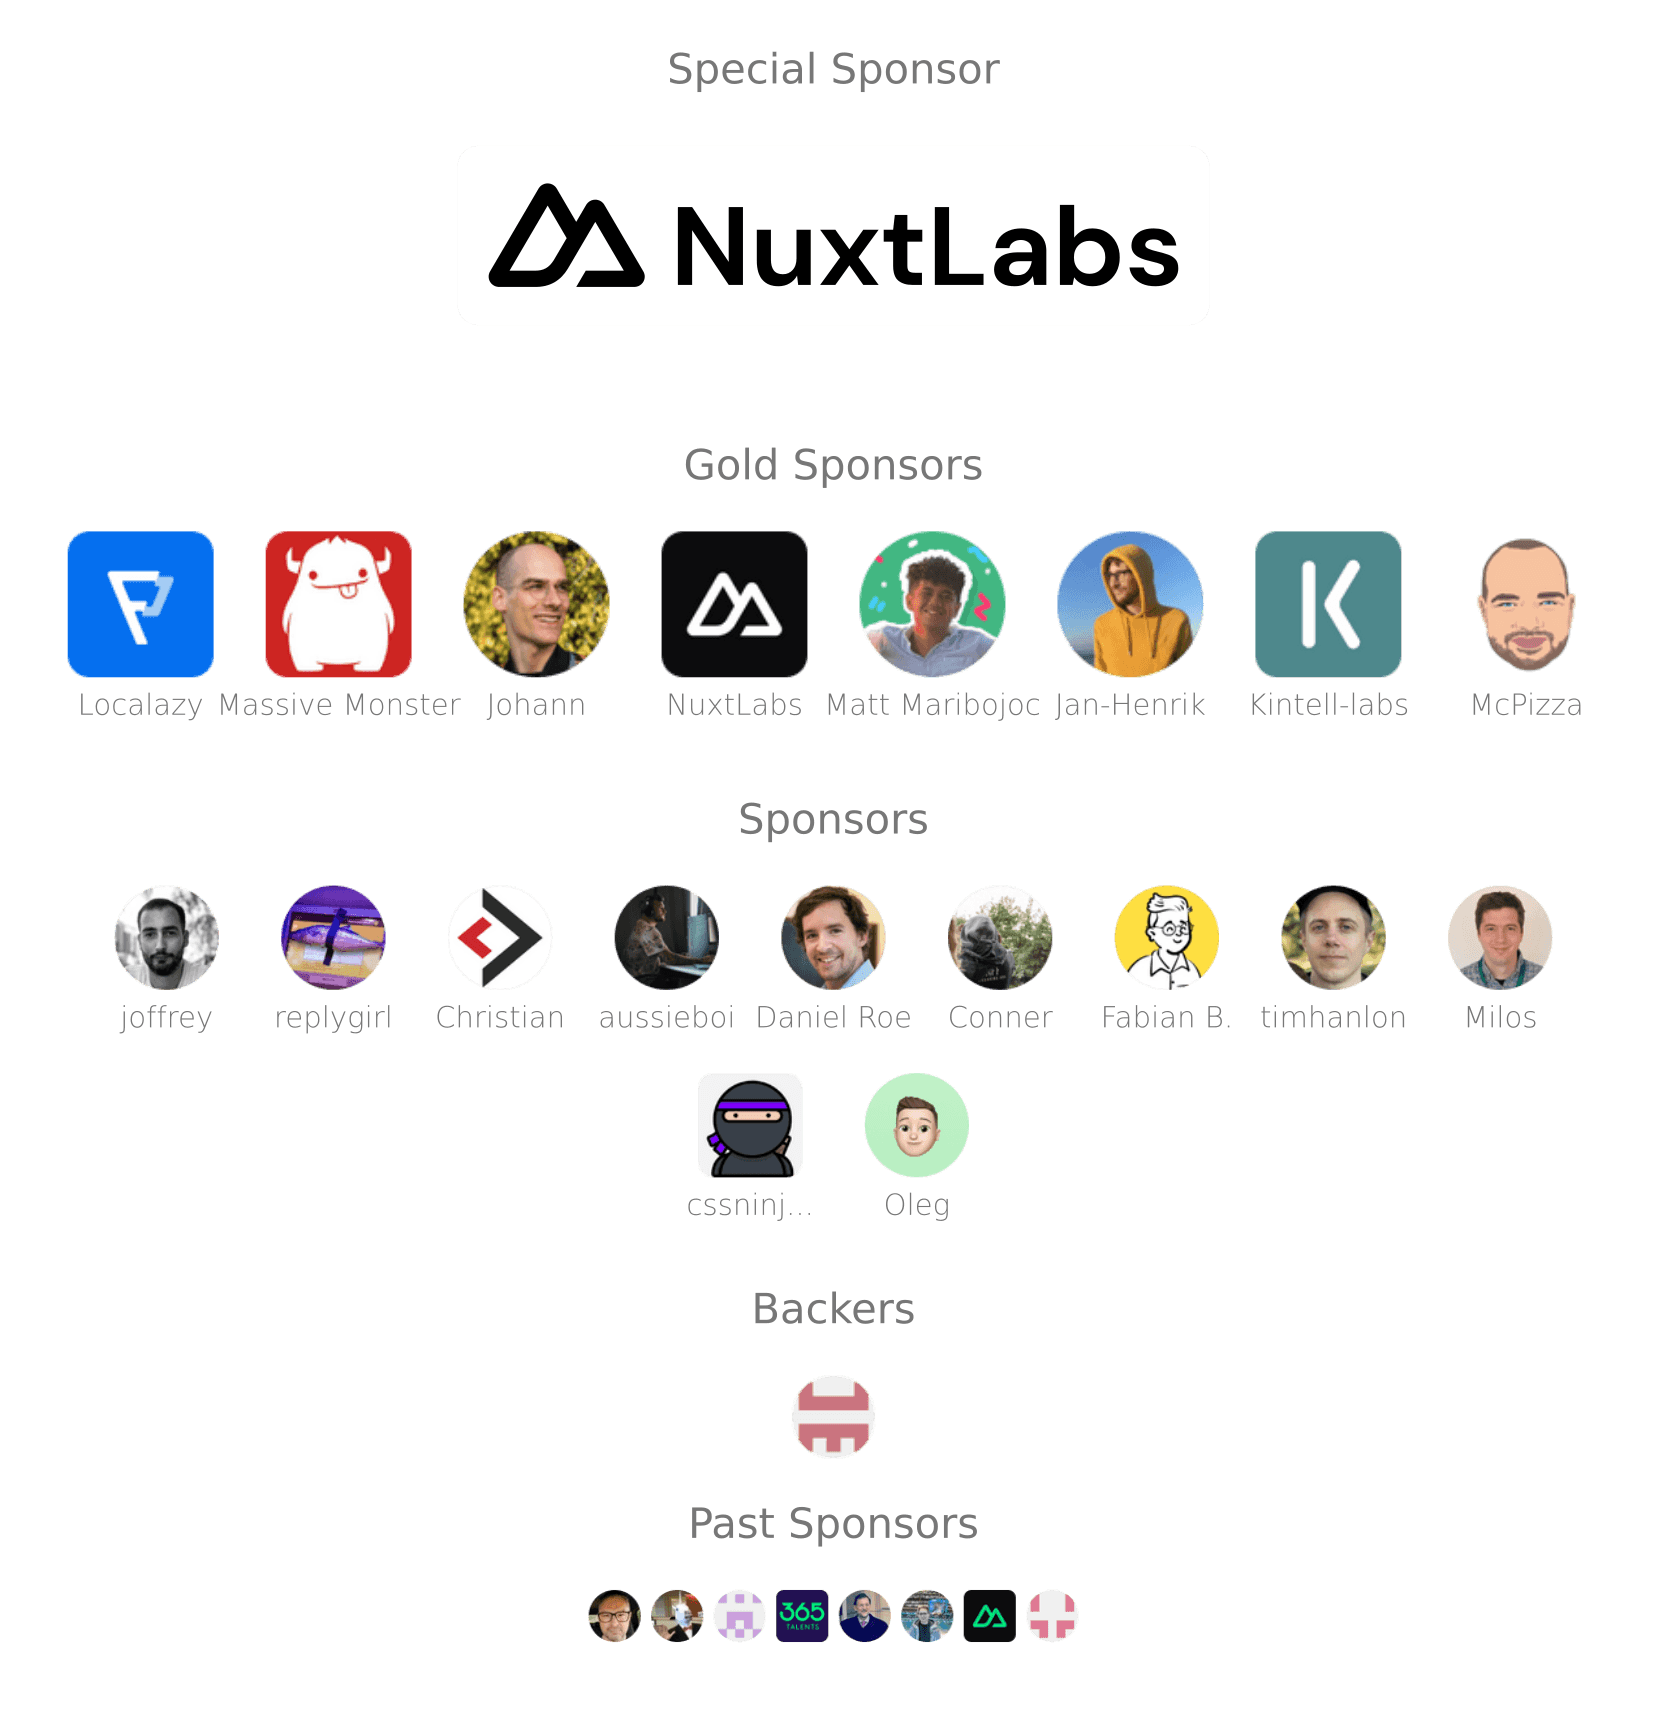 Special Sponsor
NuxtLabs
Gold Sponsors
Localazy Massive Monster Johann NuxtLabs Matt Maribojoc Jan-Henrik Kintell-labs McPizza
Sponsors
joffrey replygirl Christian aussieboi Daniel Roe Conner Fabian B. timhanlon Milos
cssninj...
Oleg
Backers
Past Sponsors
365
TALENTS